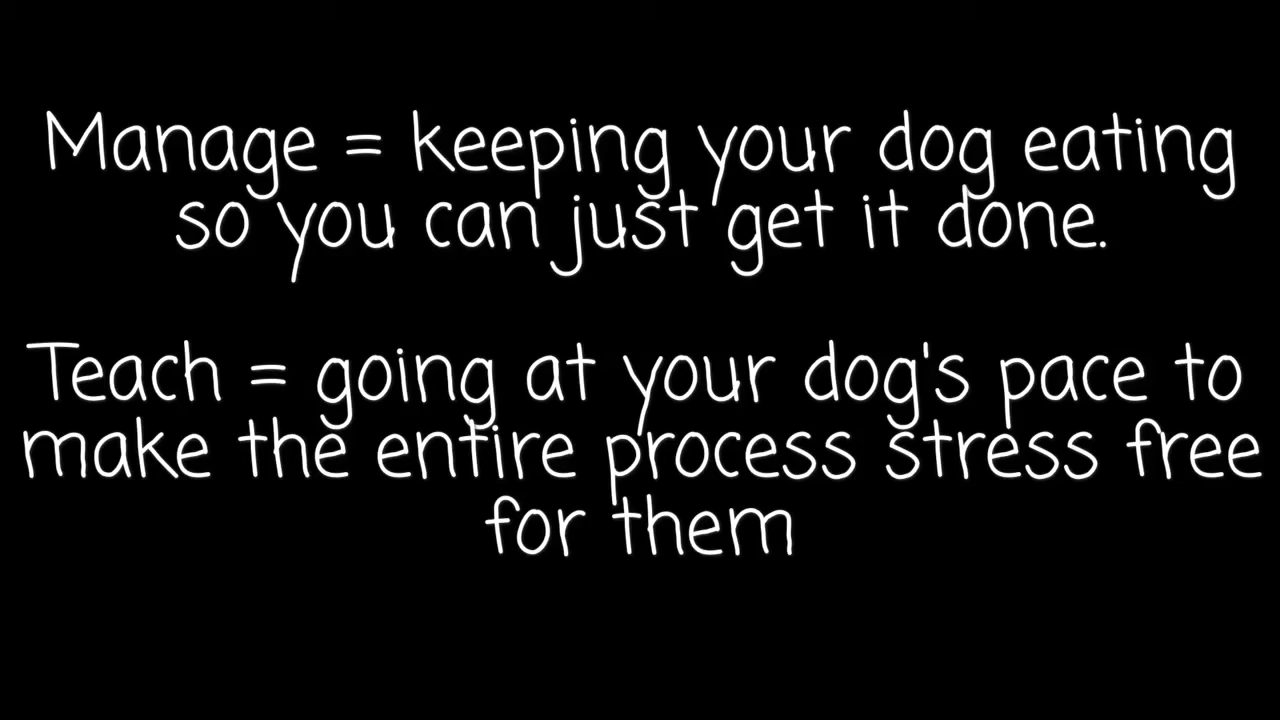 Manage = keeping your dog eating
so you can just get it done.
Teach = going at your dog's pace to
make the entire process stress free
for them